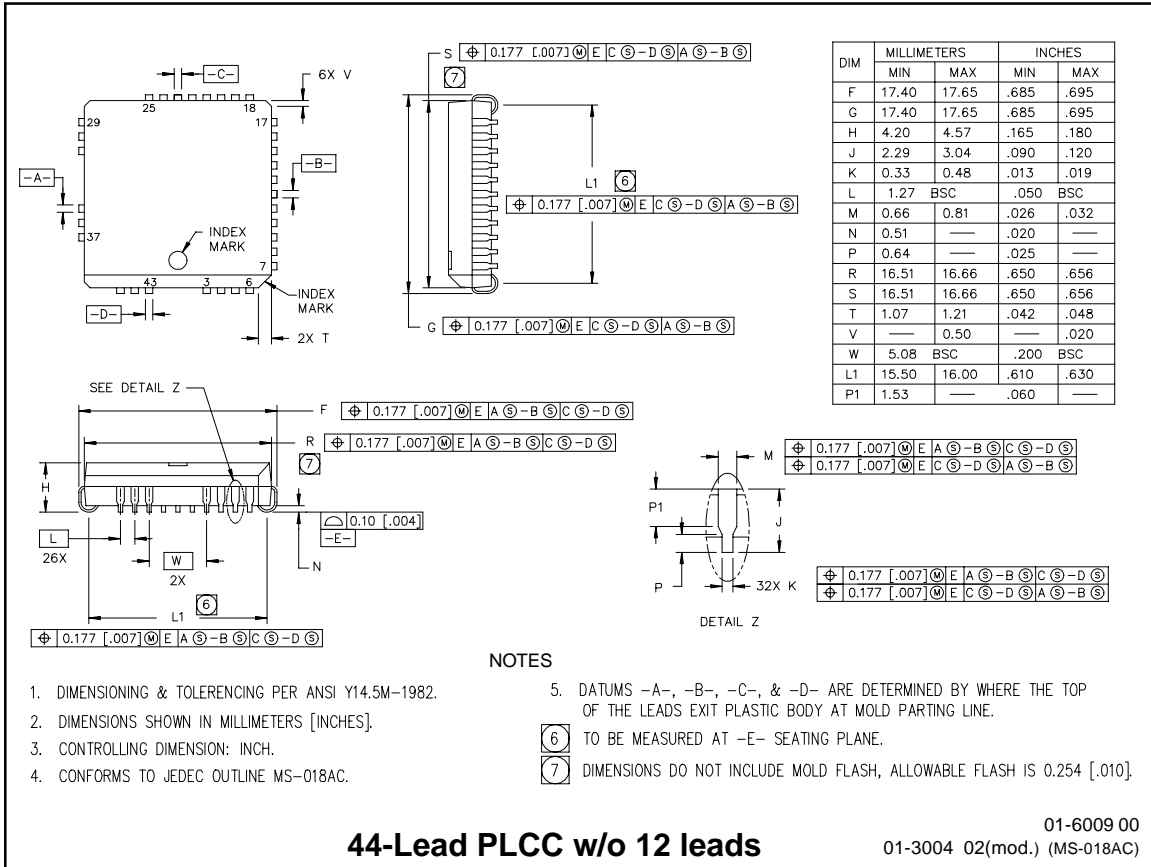 -C-
6X V
25
18
29
17
-B-
-A-
INDEX
MARK
37
7
43
3
6
INDEX
MARK
-D-
2X T
S ⌖ 0.177 [.007] Ⓜ E C Ⓢ -D Ⓢ A Ⓢ -B Ⓢ
7
L1 6
⌖ 0.177 [.007] Ⓜ E C Ⓢ -D Ⓢ A Ⓢ -B Ⓢ
G ⌖ 0.177 [.007] Ⓜ E C Ⓢ -D Ⓢ A Ⓢ -B Ⓢ
DIM MILLIMETERS INCHES
MIN MAX MIN MAX
F 17.40 17.65 .685 .695
G 17.40 17.65 .685 .695
H 4.20 4.57 .165 .180
J 2.29 3.04 .090 .120
K 0.33 0.48 .013 .019
L 1.27 BSC .050 BSC
M 0.66 0.81 .026 .032
N 0.51 — .020 —
P 0.64 — .025 —
R 16.51 16.66 .650 .656
S 16.51 16.66 .650 .656
T 1.07 1.21 .042 .048
V — 0.50 — .020
W 5.08 BSC .200 BSC
L1 15.50 16.00 .610 .630
P1 1.53 — .060 —
SEE DETAIL Z
F ⌖ 0.177 [.007] Ⓜ E A Ⓢ -B Ⓢ C Ⓢ -D Ⓢ
R ⌖ 0.177 [.007] Ⓜ E A Ⓢ -B Ⓢ C Ⓢ -D Ⓢ
7
H
⌓ 0.10 [.004]
-E-
L
26X
W
2X
N
6
L1
⌖ 0.177 [.007] Ⓜ E A Ⓢ -B Ⓢ C Ⓢ -D Ⓢ
M ⌖ 0.177 [.007] Ⓜ E A Ⓢ -B Ⓢ C Ⓢ -D Ⓢ
⌖ 0.177 [.007] Ⓜ E C Ⓢ -D Ⓢ A Ⓢ -B Ⓢ
P1
J
P
32X K
⌖ 0.177 [.007] Ⓜ E A Ⓢ -B Ⓢ C Ⓢ -D Ⓢ
⌖ 0.177 [.007] Ⓜ E C Ⓢ -D Ⓢ A Ⓢ -B Ⓢ
DETAIL Z
NOTES
1. DIMENSIONING & TOLERENCING PER ANSI Y14.5M-1982.
2. DIMENSIONS SHOWN IN MILLIMETERS [INCHES].
3. CONTROLLING DIMENSION: INCH.
4. CONFORMS TO JEDEC OUTLINE MS-018AC.
5. DATUMS -A-, -B-, -C-, & -D- ARE DETERMINED BY WHERE THE TOP
OF THE LEADS EXIT PLASTIC BODY AT MOLD PARTING LINE.
6 TO BE MEASURED AT -E- SEATING PLANE.
7 DIMENSIONS DO NOT INCLUDE MOLD FLASH, ALLOWABLE FLASH IS 0.254 [.010].
44-Lead PLCC w/o 12 leads
01-6009 00
01-3004 02(mod.) (MS-018AC)